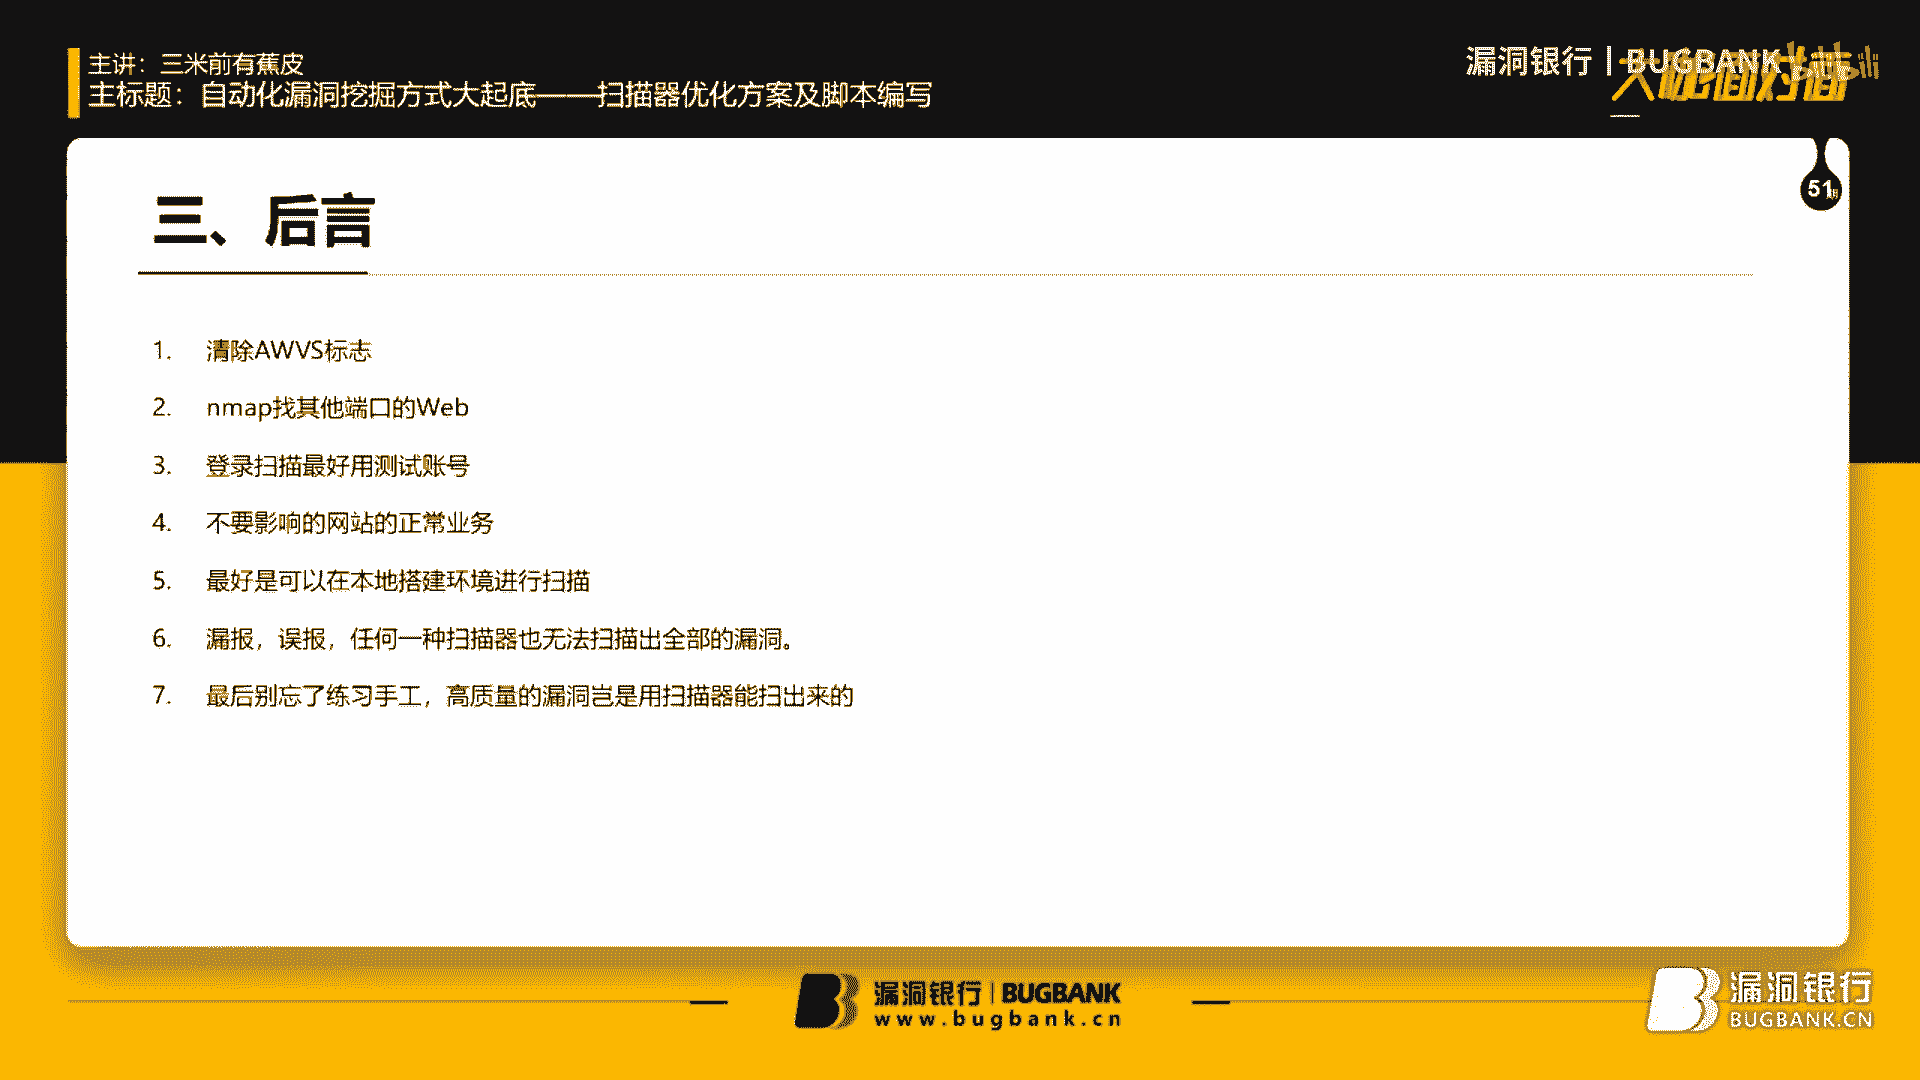 主讲：三米前有蕉皮
主标题：自动化漏洞挖掘方式大起底——扫描器优化方案及脚本编写
漏洞银行 | BUGBANK
大咖面对面
51期
三、后言
1. 清除AWVS标志
2. nmap找其他端口的Web
3. 登录扫描最好用测试账号
4. 不要影响的网站的正常业务
5. 最好是可以在本地搭建环境进行扫描
6. 漏报，误报，任何一种扫描器也无法扫描出全部的漏洞。
7. 最后别忘了练习手工，高质量的漏洞岂是用扫描器能扫出来的
漏洞银行 | BUGBANK
www.bugbank.cn
漏洞银行
BUGBANK.CN